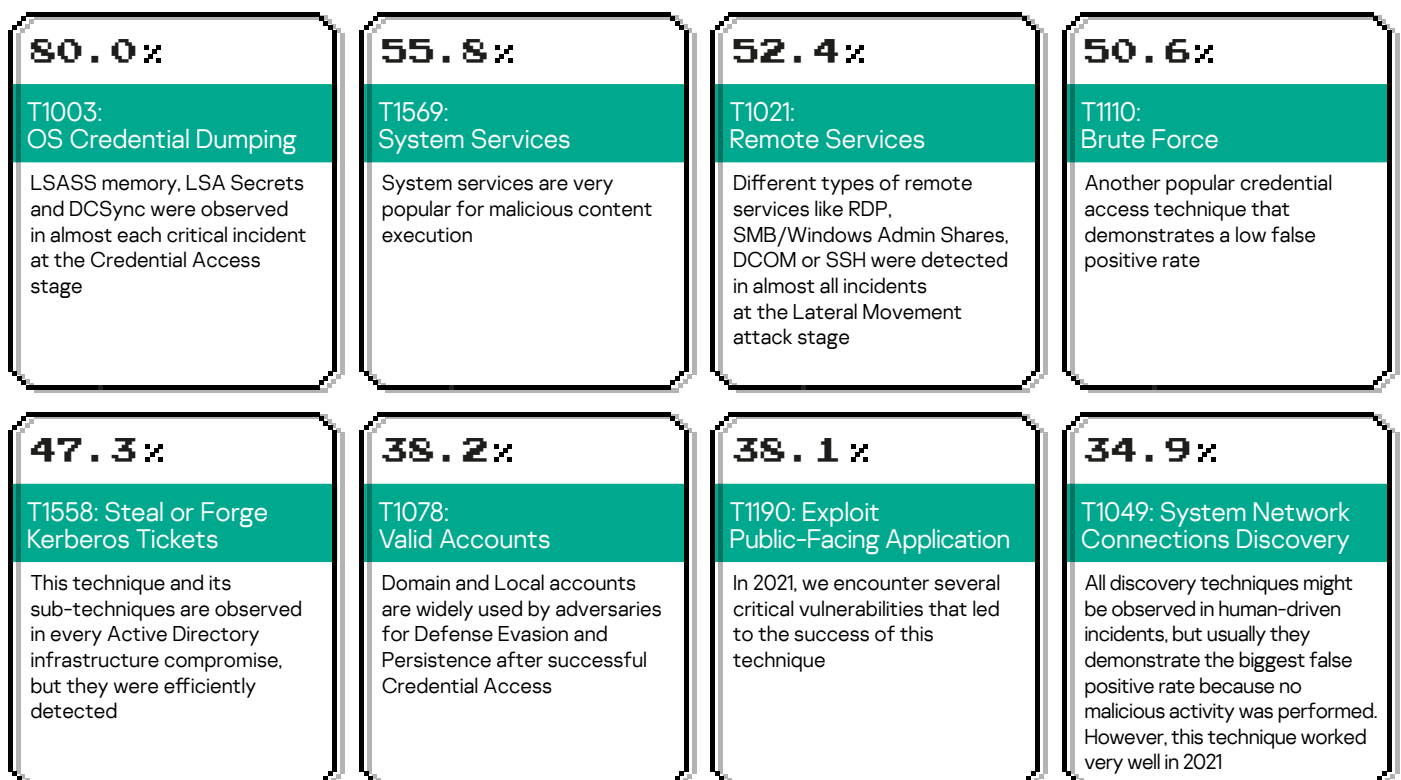 80.0%
T1003:
OS Credential Dumping
LSASS memory, LSA Secrets
and DCSync were observed
in almost each critical incident
at the Credential Access
stage
55.8%
T1569:
System Services
System services are very
popular for malicious content
execution
52.4%
T1021:
Remote Services
Different types of remote
services like RDP,
SMB/Windows Admin Shares,
DCOM or SSH were detected
in almost all incidents
at the Lateral Movement
attack stage
50.6%
T1110:
Brute Force
Another popular credential
access technique that
demonstrates a low false
positive rate
47.3%
T1558: Steal or Forge
Kerberos Tickets
This technique and its
sub-techniques are observed
in every Active Directory
infrastructure compromise,
but they were efficiently
detected
38.2%
T1078:
Valid Accounts
Domain and Local accounts
are widely used by adversaries
for Defense Evasion and
Persistence after successful
Credential Access
38.1%
T1190: Exploit
Public-Facing Application
In 2021, we encounter several
critical vulnerabilities that led
to the success of this
technique
34.9%
T1049: System Network
Connections Discovery
All discovery techniques might
be observed in human-driven
incidents, but usually they
demonstrate the biggest false
positive rate because no
malicious activity was performed.
However, this technique worked
very well in 2021